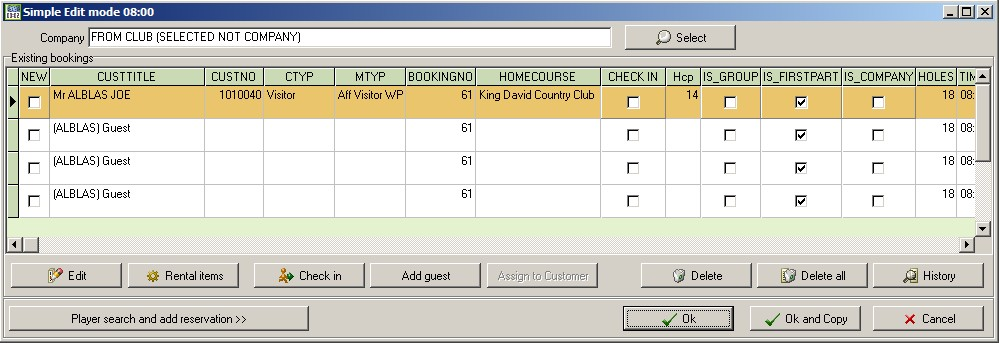 Simple Edit mode 08:00
Company FROM CLUB (SELECTED NOT COMPANY) Select
Existing bookings
NEW CUSTTITLE CUSTNO CTYP MTYP BOOKINGNO HOMECOURSE CHECK IN Hcp IS_GROUP IS_FIRSTPART IS_COMPANY HOLES TIM
Mr ALBLAS JOE 1010040 Visitor Aff Visitor WP 61 King David Country Club 14 18 08:
(ALBLAS) Guest 61 18 08:
(ALBLAS) Guest 61 18 08:
(ALBLAS) Guest 61 18 08:
Edit Rental items Check in Add guest Assign to Customer Delete Delete all History
Player search and add reservation >> Ok Ok and Copy Cancel